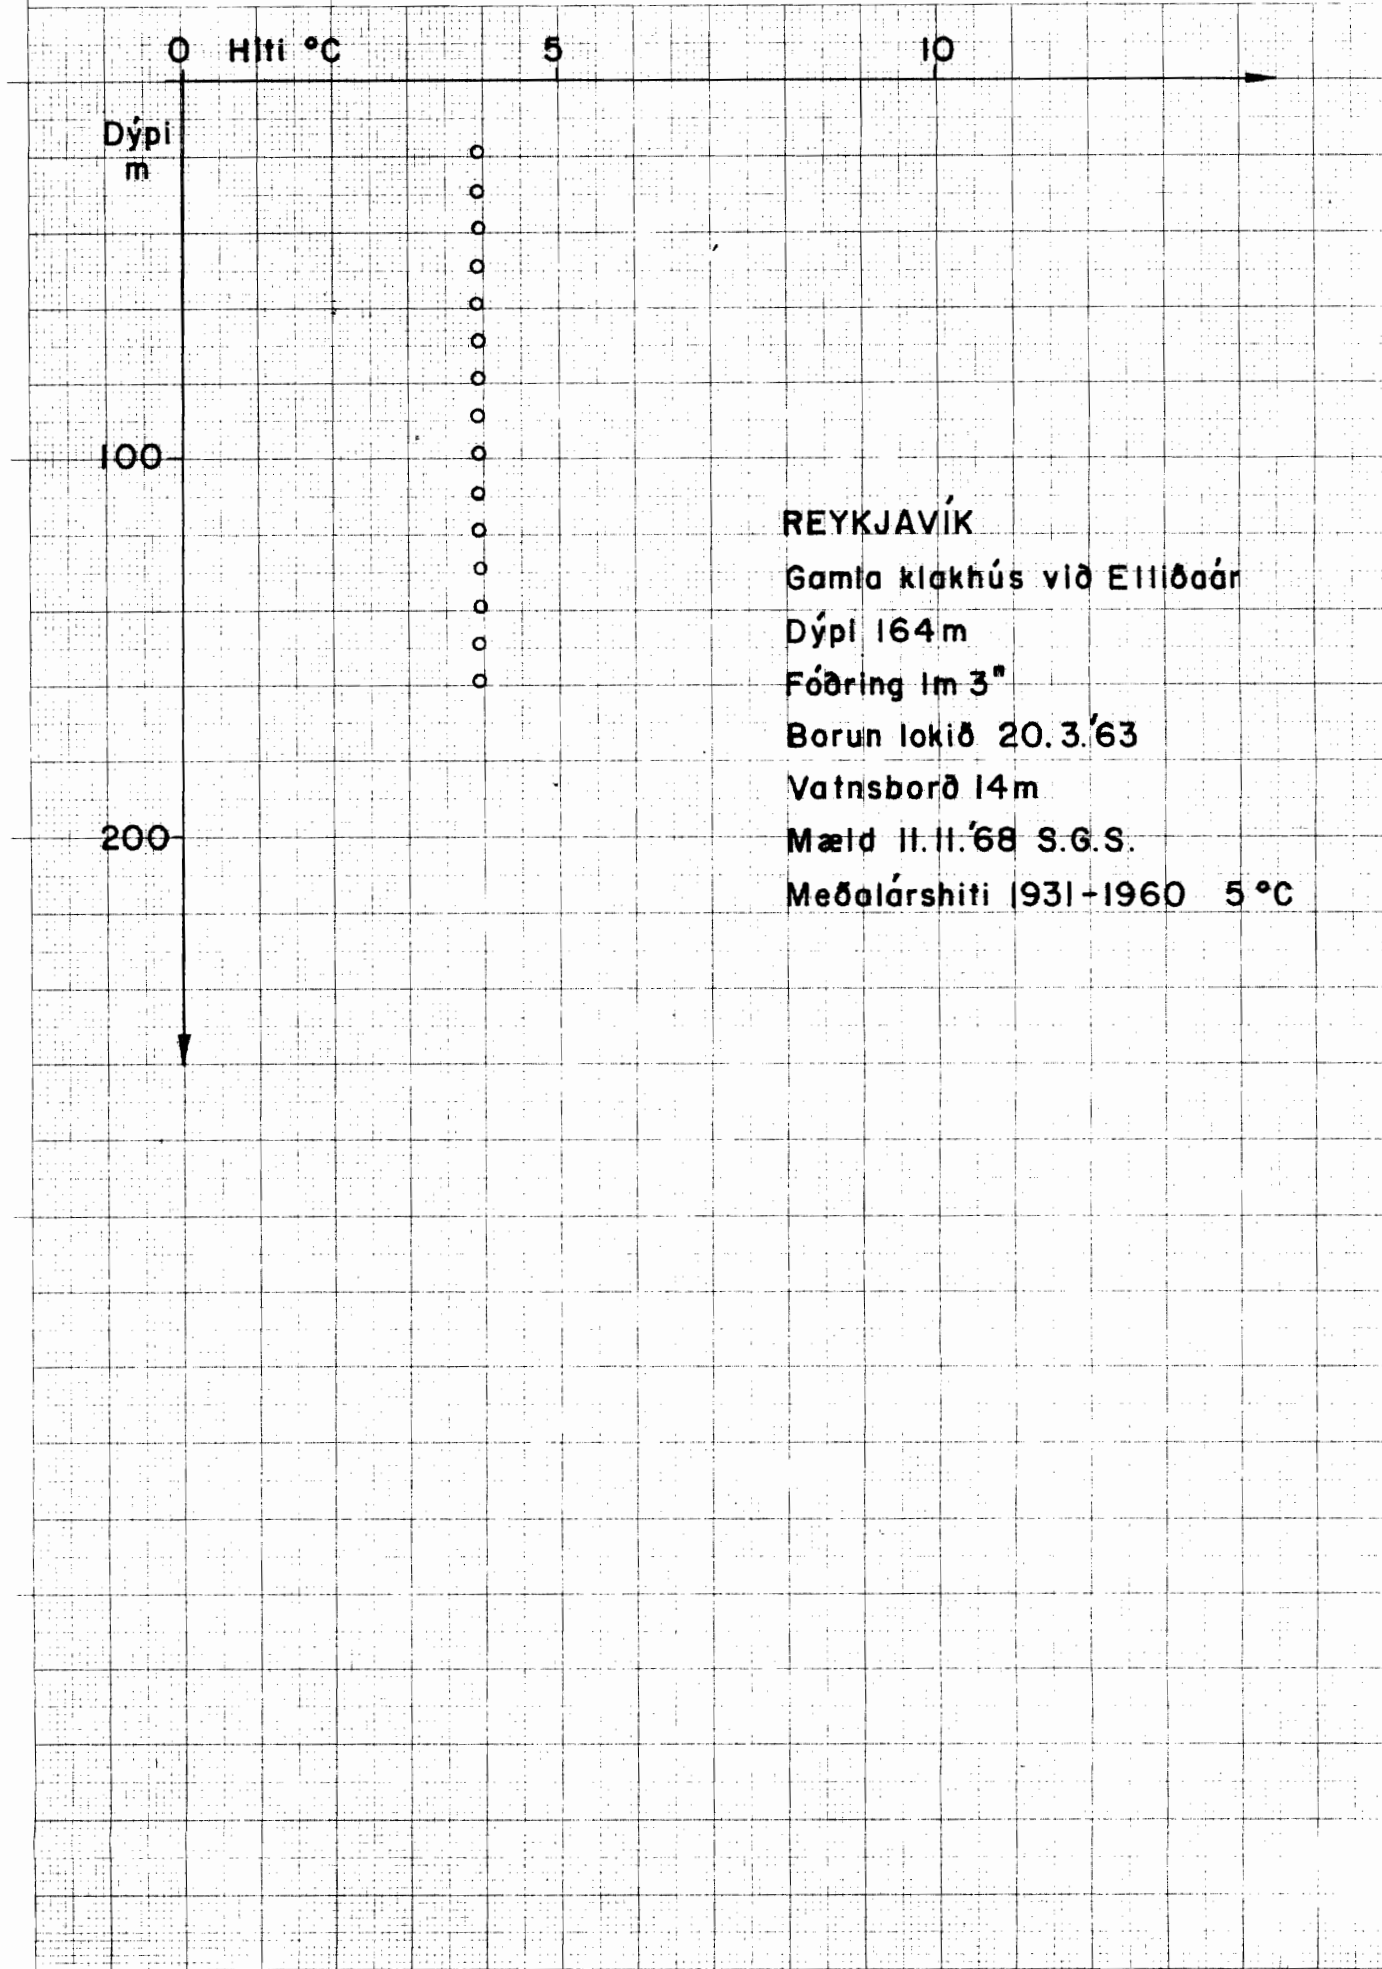 0 Hiti °C 5 10
Dýpi
m
100
200
REYKJAVÍK
Gamla klakhús við Elliðaár
Dýpi 164m
Fóðring 1m 3"
Borun lokið 20.3.'63
Vatnsborð 14m
Mæld 11.11.'68 S.G.S.
Meðalárshiti 1931-1960 5 °C